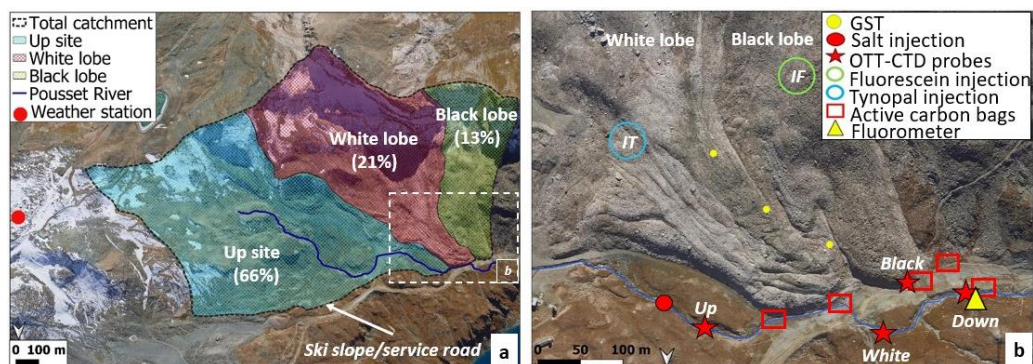 Total catchment
Up site
White lobe
Black lobe
Pousset River
Weather station
White lobe
(21%)
Black lobe
(13%)
Up site
(66%)
b
Ski slope/service road
0 100 m
a
White lobe
Black lobe
IF
IT
GST
Salt injection
OTT-CTD probes
Fluorescein injection
Tynopal injection
Active carbon bags
Fluorometer
Black
Up
Down
White
0 50 100 m
b